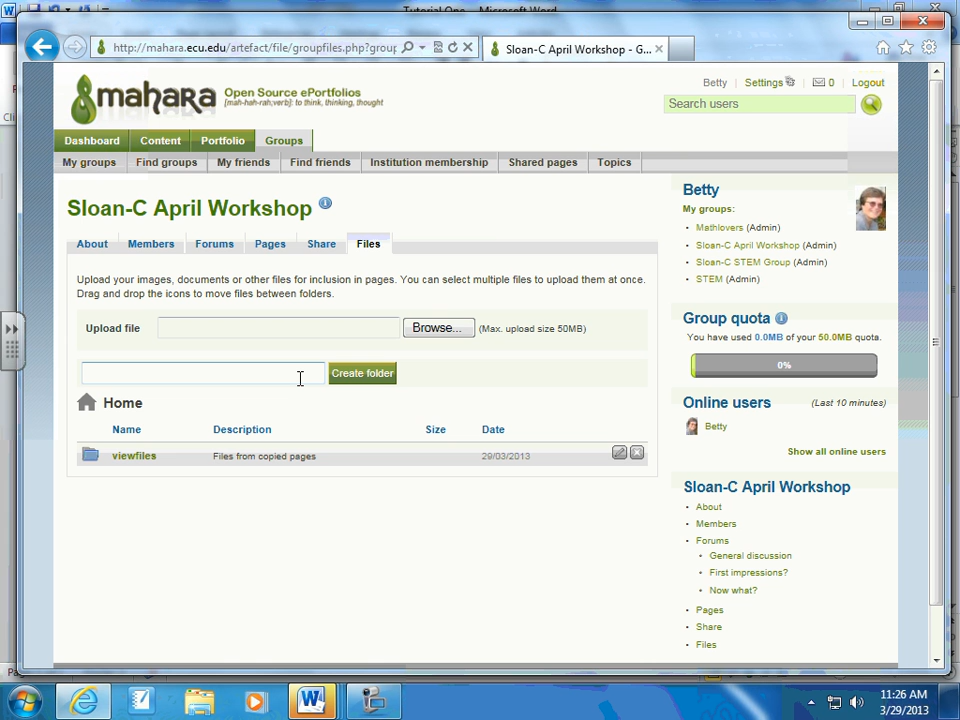 Tutorial One - Microsoft Word
http://mahara.ecu.edu/artefact/file/groupfiles.php?group
Sloan-C April Workshop - G...
mahara
Open Source ePortfolios
[mah-hah-rah;verb]: to think, thinking, thought
Betty | Settings | 0 | Logout
Search users
Dashboard Content Portfolio Groups
My groups Find groups My friends Find friends Institution membership Shared pages Topics
Sloan-C April Workshop
About Members Forums Pages Share Files
Upload your images, documents or other files for inclusion in pages. You can select multiple files to upload them at once.
Drag and drop the icons to move files between folders.
Upload file Browse... (Max. upload size 50MB)
Create folder
Home
Name Description Size Date
viewfiles Files from copied pages 29/03/2013
Betty
My groups:
• Mathlovers (Admin)
• Sloan-C April Workshop (Admin)
• Sloan-C STEM Group (Admin)
• STEM (Admin)
Group quota
You have used 0.0MB of your 50.0MB quota.
0%
Online users (Last 10 minutes)
Betty
Show all online users
Sloan-C April Workshop
• About
• Members
• Forums
• General discussion
• First impressions?
• Now what?
• Pages
• Share
• Files
11:26 AM
3/29/2013